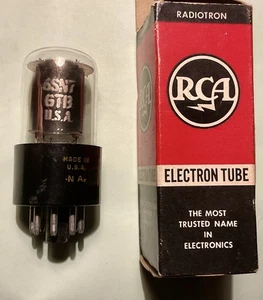 6SN7
GTB
U.S.A.
MADE IN
U.S.A.
RADIOTRON
RCA
ELECTRON TUBE
THE MOST
TRUSTED NAME
IN
ELECTRONICS